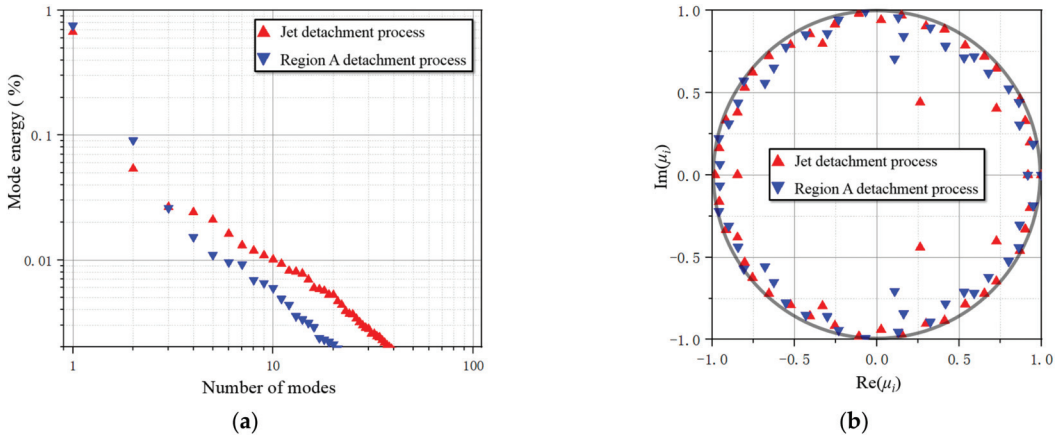 Jet detachment process
Region A detachment process
Mode energy ( %)
1
0.1
0.01
1
10
100
Number of modes
(a)
Jet detachment process
Region A detachment process
Im(μi)
1.0
0.5
0.0
−0.5
−1.0
−1.0
−0.5
0.0
0.5
1.0
Re(μi)
(b)